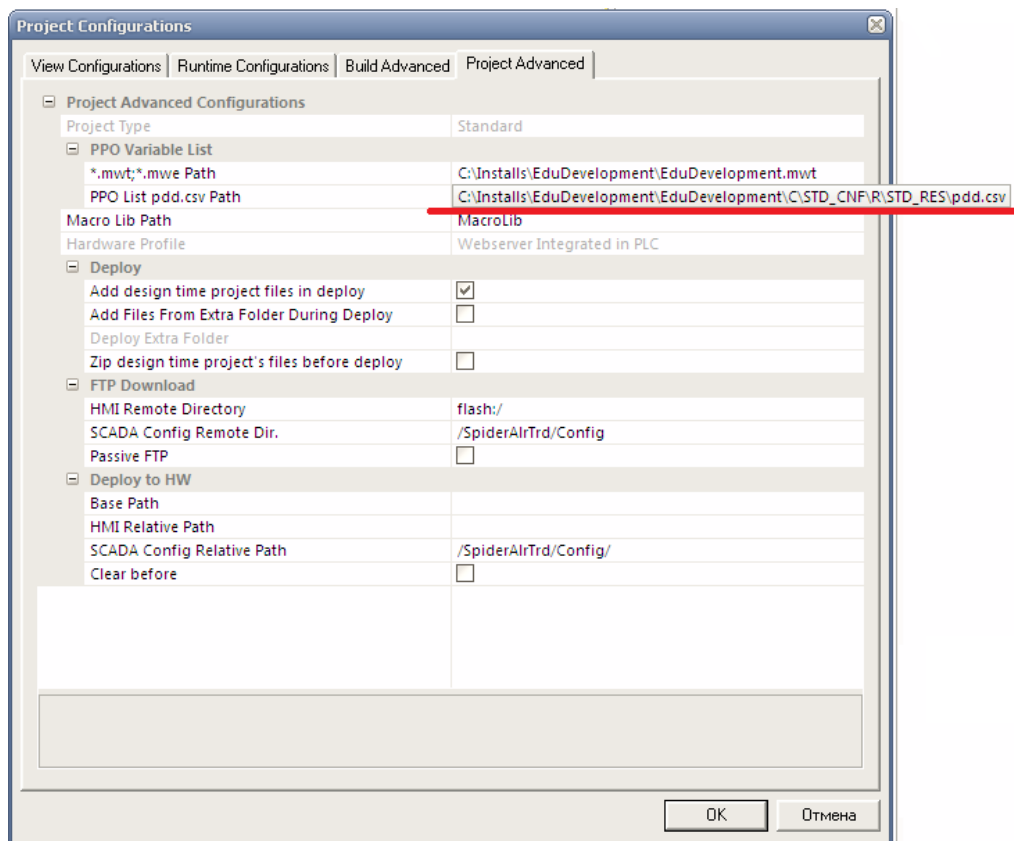 Project Configurations
View Configurations Runtime Configurations Build Advanced Project Advanced
Project Advanced Configurations
Project Type Standard
PPO Variable List
*.mwt;*.mwe Path C:\Installs\EduDevelopment\EduDevelopment.mwt
PPO List pdd.csv Path C:\Installs\EduDevelopment\EduDevelopment\C\STD_CNF\R\STD_RES\pdd.csv
Macro Lib Path MacroLib
Hardware Profile Webserver Integrated in PLC
Deploy
Add design time project files in deploy
Add Files From Extra Folder During Deploy
Deploy Extra Folder
Zip design time project's files before deploy
FTP Download
HMI Remote Directory flash:/
SCADA Config Remote Dir. /SpiderAlrTrd/Config
Passive FTP
Deploy to HW
Base Path
HMI Relative Path
SCADA Config Relative Path /SpiderAlrTrd/Config/
Clear before
OK Отмена